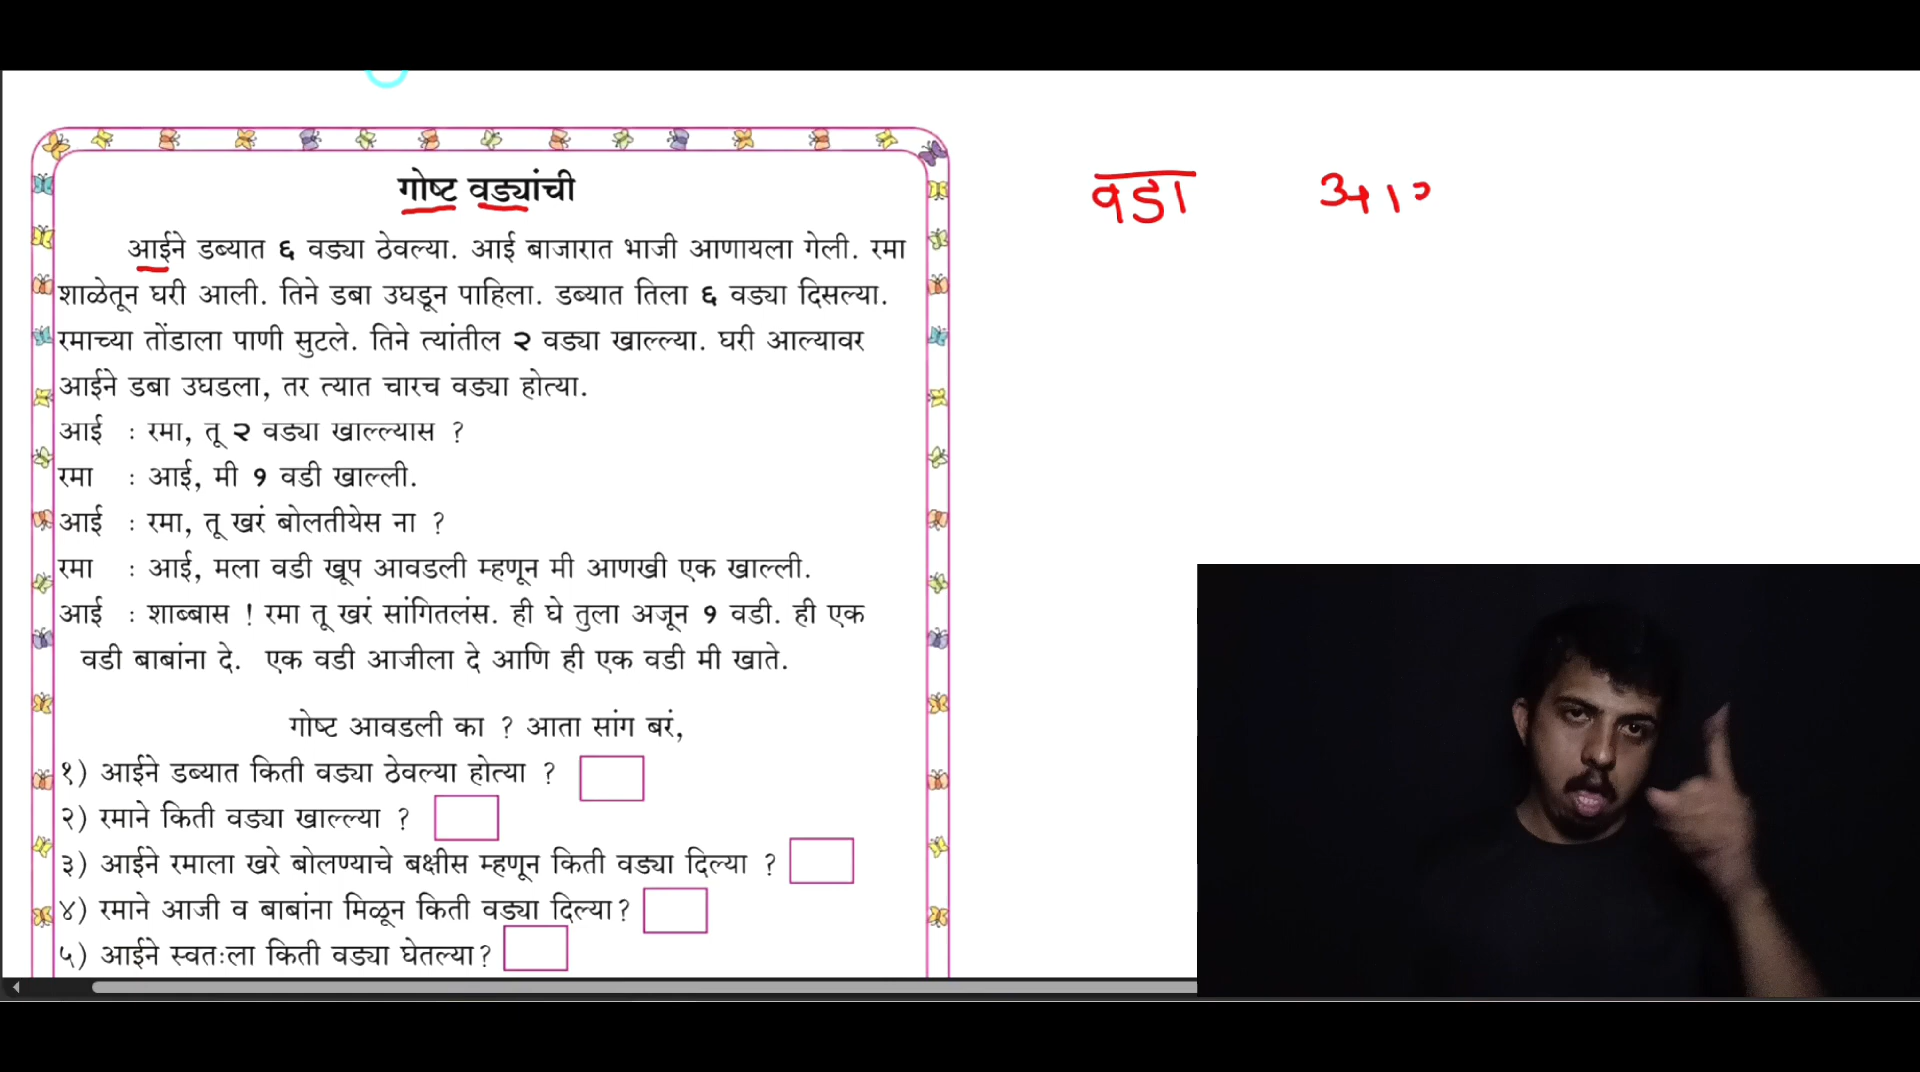 गोष्ट वड्यांची
आईने डब्यात ६ वड्या ठेवल्या. आई बाजारात भाजी आणायला गेली. रमा
शाळेतून घरी आली. तिने डबा उघडून पाहिला. डब्यात तिला ६ वड्या दिसल्या.
रमाच्या तोंडाला पाणी सुटले. तिने त्यांतील २ वड्या खाल्ल्या. घरी आल्यावर
आईने डबा उघडला, तर त्यात चारच वड्या होत्या.
आई : रमा, तू २ वड्या खाल्ल्यास ?
रमा : आई, मी १ वडी खाल्ली.
आई : रमा, तू खरं बोलतीयेस ना ?
रमा : आई, मला वडी खूप आवडली म्हणून मी आणखी एक खाल्ली.
आई : शाब्बास ! रमा तू खरं सांगितलंस. ही घे तुला अजून १ वडी. ही एक
वडी बाबांना दे. एक वडी आजीला दे आणि ही एक वडी मी खाते.
गोष्ट आवडली का ? आता सांग बरं,
१) आईने डब्यात किती वड्या ठेवल्या होत्या ?
२) रमाने किती वड्या खाल्ल्या ?
३) आईने रमाला खरे बोलण्याचे बक्षीस म्हणून किती वड्या दिल्या ?
४) रमाने आजी व बाबांना मिळून किती वड्या दिल्या?
५) आईने स्वतःला किती वड्या घेतल्या?
वडा